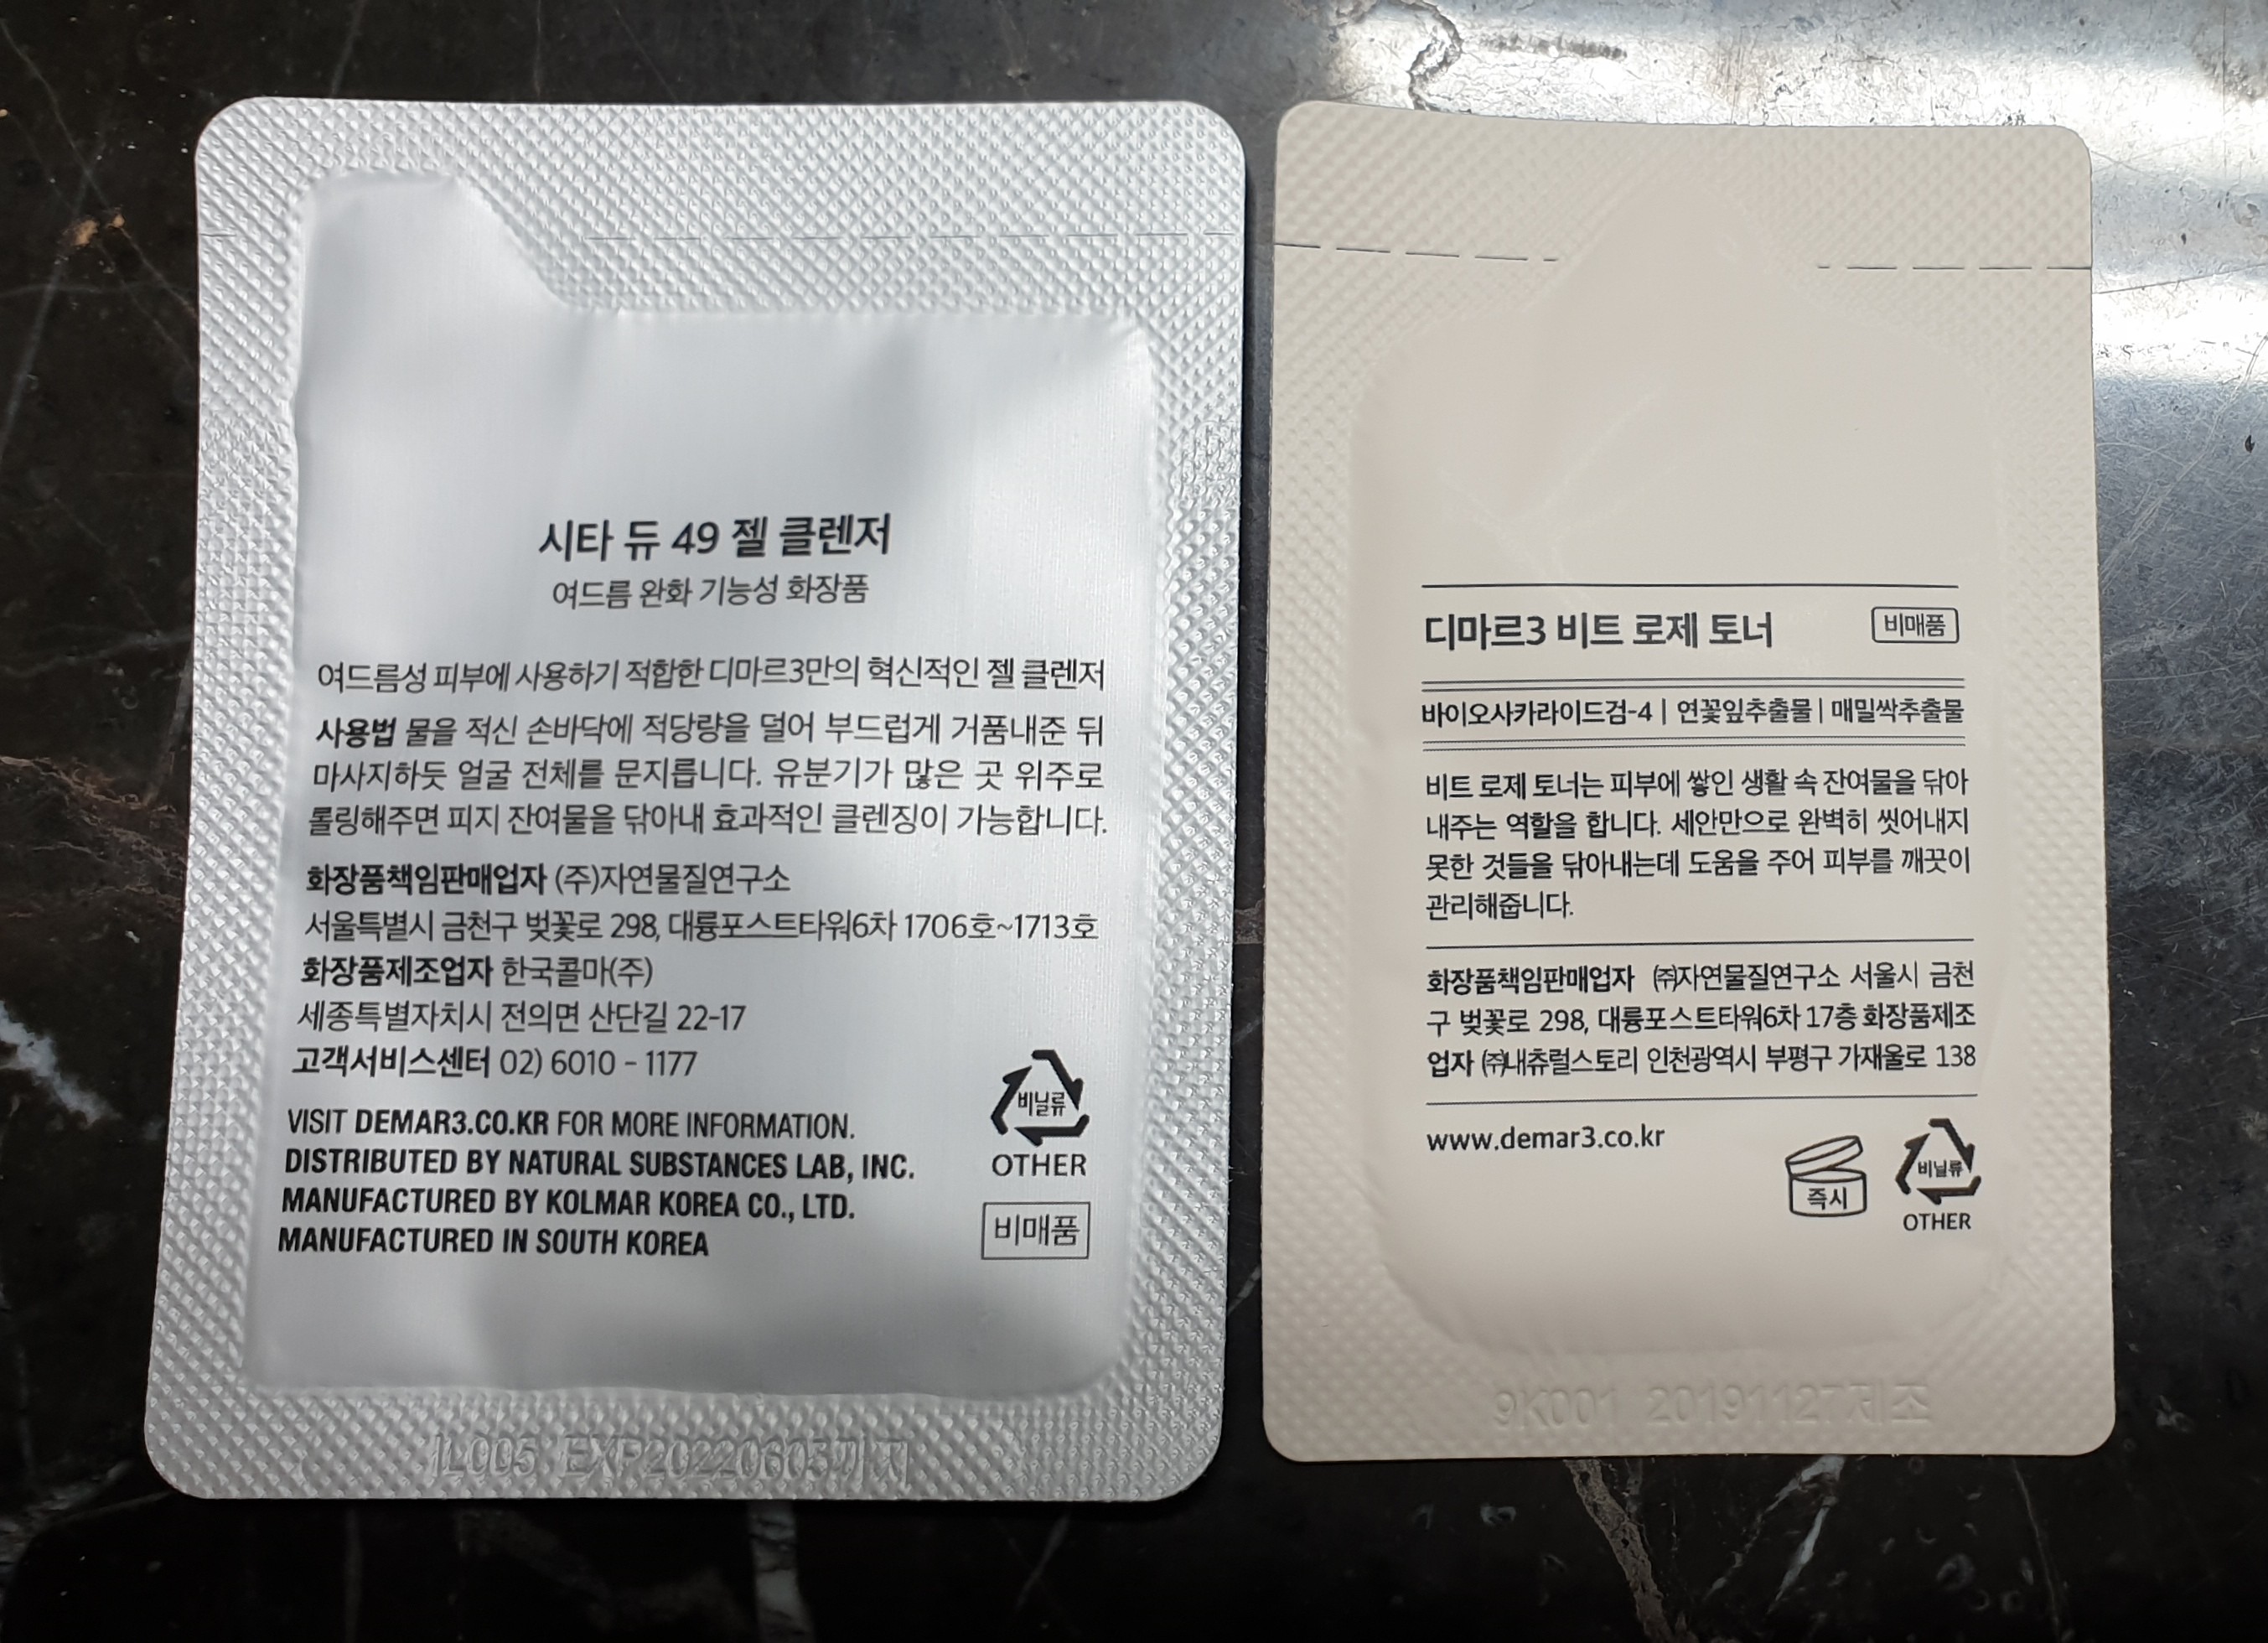 시타 듀 49 젤 클렌저
여드름 완화 기능성 화장품
여드름성 피부에 사용하기 적합한 디마르3만의 혁신적인 젤 클렌저
사용법 물을 적신 손바닥에 적당량을 덜어 부드럽게 거품내준 뒤
마사지하듯 얼굴 전체를 문지릅니다. 유분기가 많은 곳 위주로
롤링해주면 피지 잔여물을 닦아내 효과적인 클렌징이 가능합니다.
화장품책임판매업자 (주)자연물질연구소
서울특별시 금천구 벚꽃로 298, 대륭포스트타워6차 1706호~1713호
화장품제조업자 한국콜마(주)
세종특별자치시 전의면 산단길 22-17
고객서비스센터 02) 6010 - 1177
VISIT DEMAR3.CO.KR FOR MORE INFORMATION.
DISTRIBUTED BY NATURAL SUBSTANCES LAB, INC.
MANUFACTURED BY KOLMAR KOREA CO., LTD.
MANUFACTURED IN SOUTH KOREA
비닐류
OTHER
비매품
1L005 EXP20220603까지
디마르3 비트 로제 토너
비매품
바이오사카라이드검-4 | 연꽃잎추출물 | 매밀싹추출물
비트 로제 토너는 피부에 쌓인 생활 속 잔여물을 닦아
내주는 역할을 합니다. 세안만으로 완벽히 씻어내지
못한 것들을 닦아내는데 도움을 주어 피부를 깨끗이
관리해줍니다.
화장품책임판매업자 ㈜자연물질연구소 서울시 금천
구 벚꽃로 298, 대륭포스트타워6차 17층 화장품제조
업자 ㈜내츄럴스토리 인천광역시 부평구 가재울로 138
www.demar3.co.kr
즉시
비닐류
OTHER
9K001 20191127제조